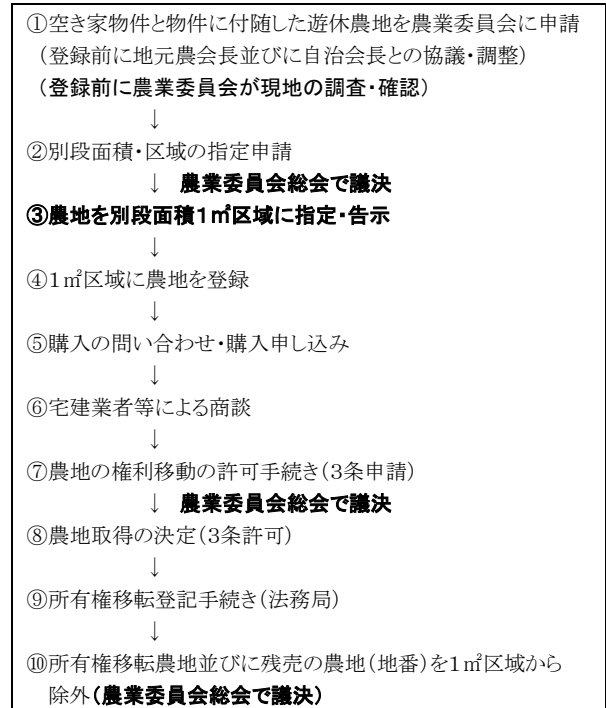 ①空き家物件と物件に付随した遊休農地を農業委員会に申請
（登録前に地元農会長並びに自治会長との協議・調整）
（登録前に農業委員会が現地の調査・確認）
↓
②別段面積・区域の指定申請
↓ 農業委員会総会で議決
③農地を別段面積１㎡区域に指定・告示
↓
④１㎡区域に農地を登録
↓
⑤購入の問い合わせ・購入申し込み
↓
⑥宅建業者等による商談
↓
⑦農地の権利移動の許可手続き（３条申請）
↓ 農業委員会総会で議決
⑧農地取得の決定（３条許可）
↓
⑨所有権移転登記手続き（法務局）
↓
⑩所有権移転農地並びに残売の農地（地番）を１㎡区域から
除外（農業委員会総会で議決）